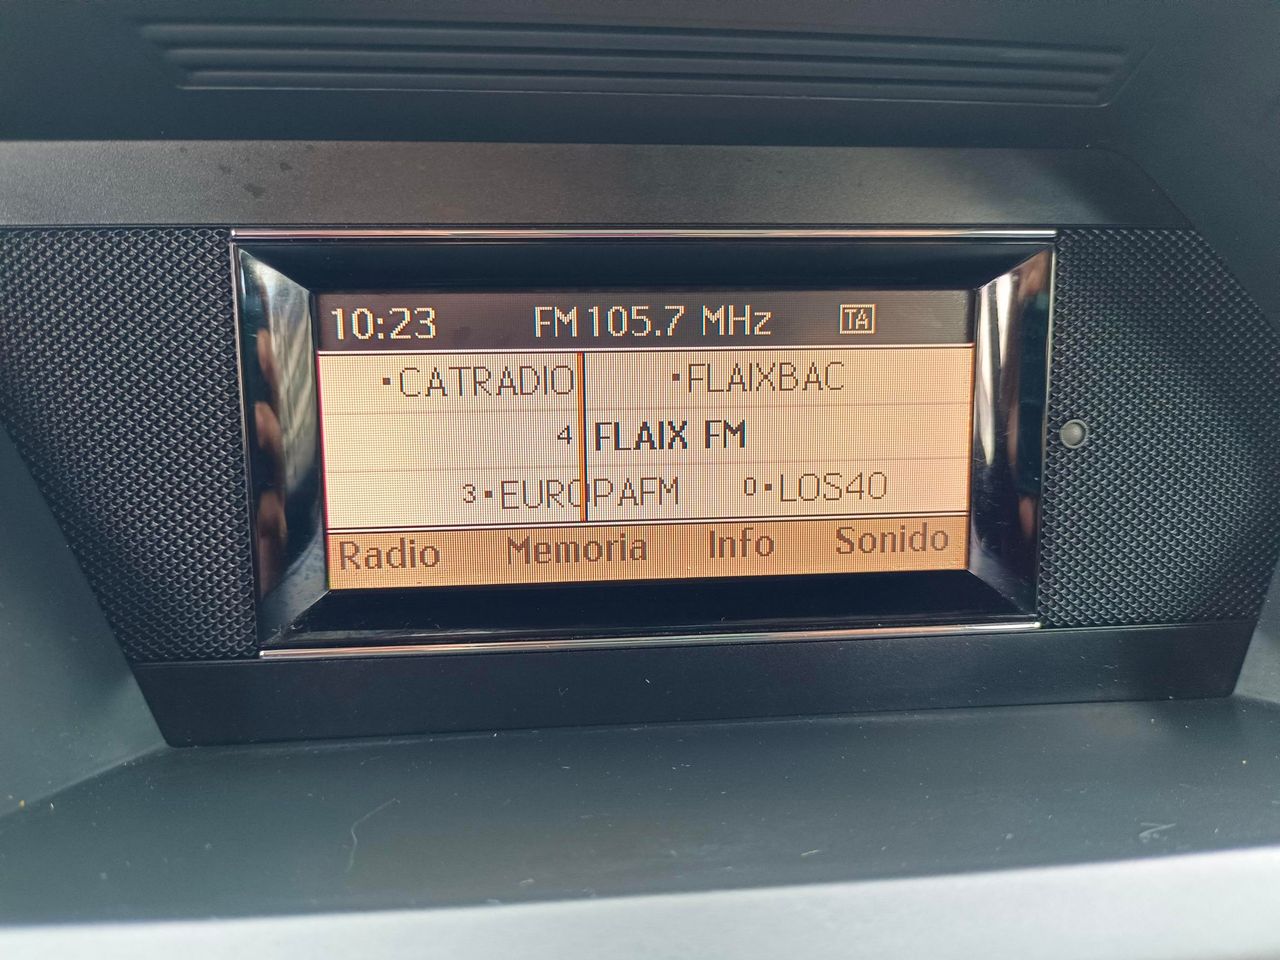 10:23 FM 105.7 MHz TA
▪CATRADIO ▪FLAIXBAC
4 FLAIX FM
3▪EUROPAFM 0▪LOS40
Radio Memoria Info Sonido